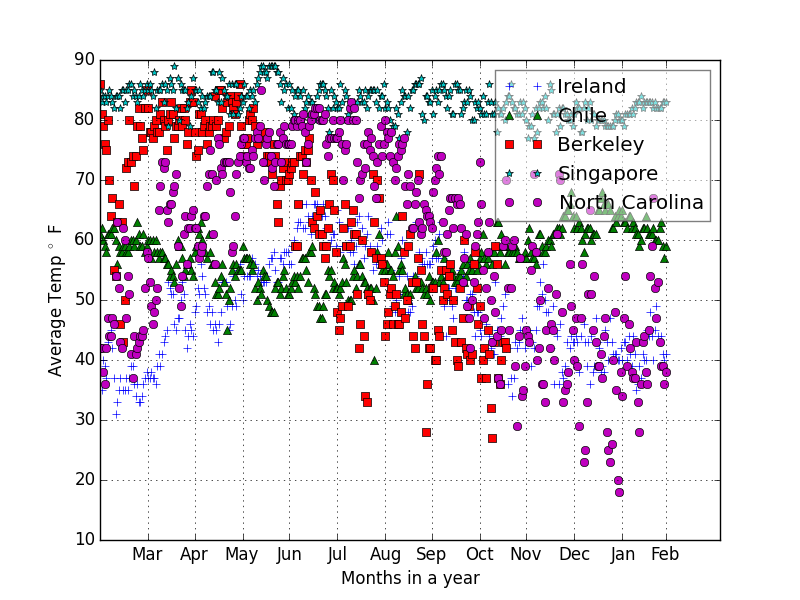 90
80
70
60
50
40
30
20
10
Average Temp ° F
Ireland
Chile
Berkeley
Singapore
North Carolina
Mar Apr May Jun Jul Aug Sep Oct Nov Dec Jan Feb
Months in a year